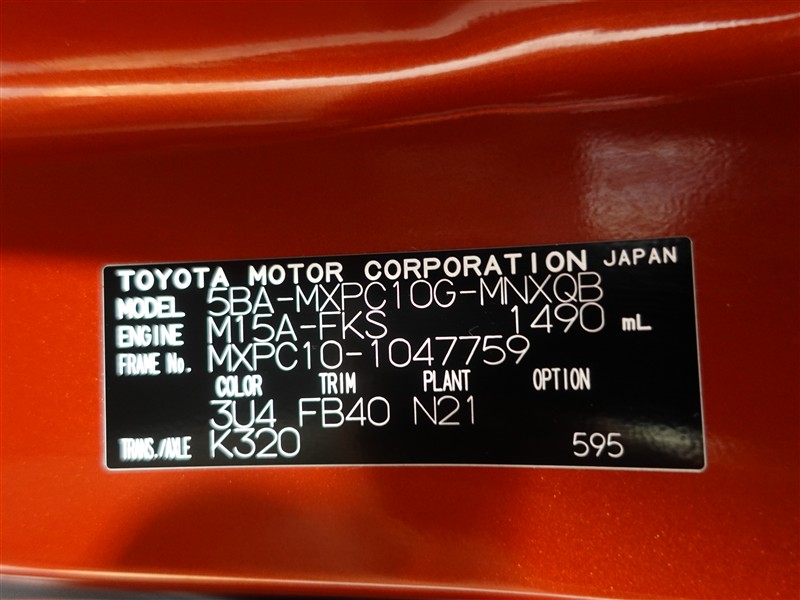 TOYOTA MOTOR CORPORATION JAPAN
MODEL 5BA-MXPC10G-MNXQB
ENGINE M15A-FKS 1490 mL
FRAME No. MXPC10-1047759
COLOR TRIM PLANT OPTION
3U4 FB40 N21
TRANS./AXLE K320 595